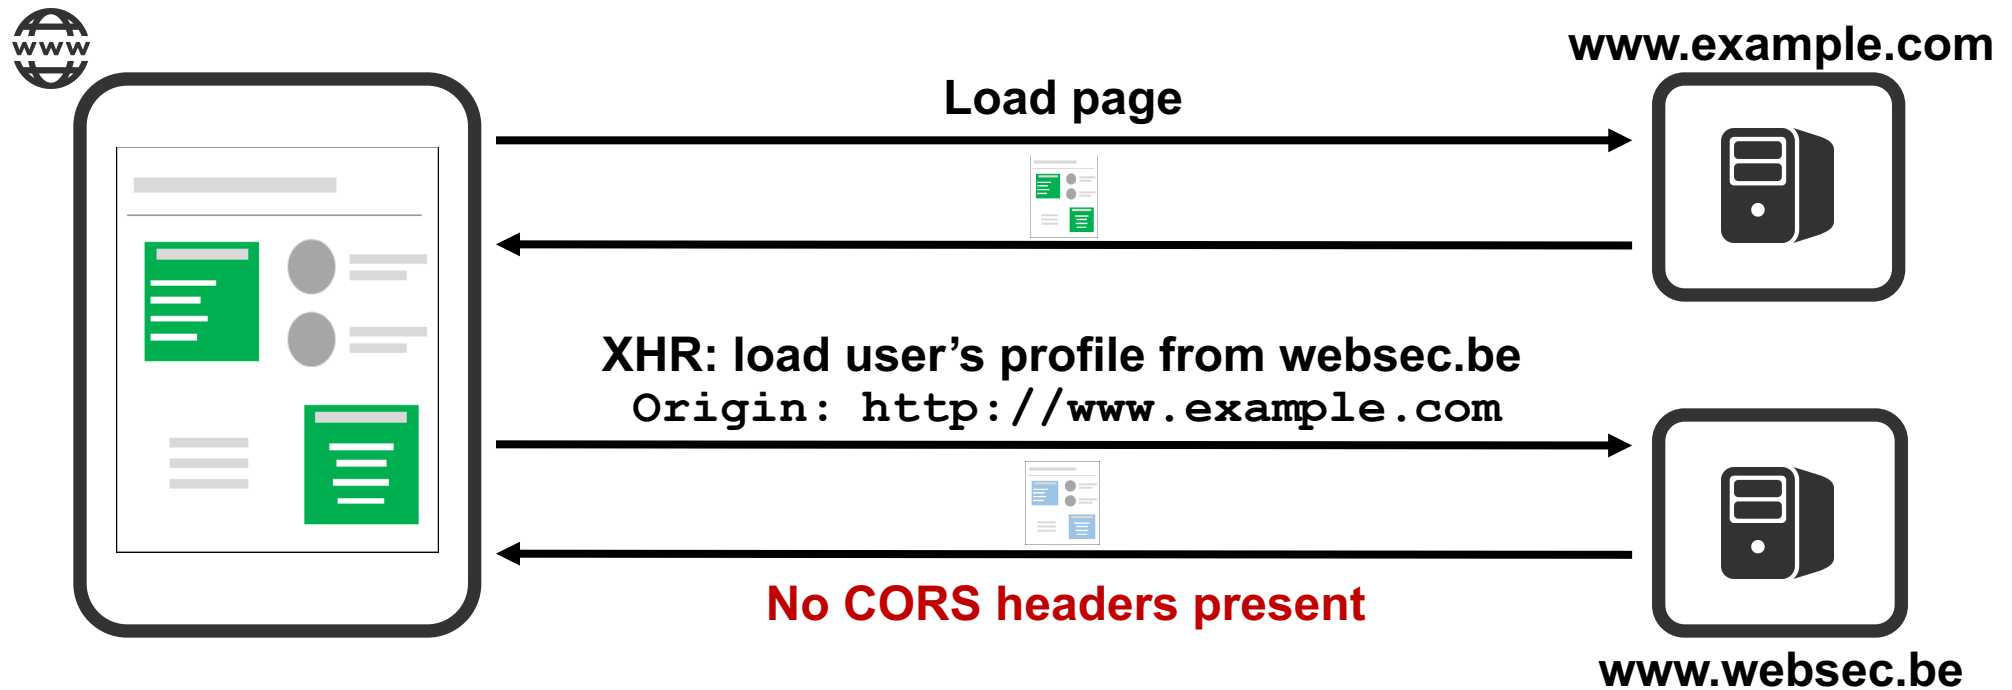 www
www.example.com
Load page
XHR: load user’s profile from websec.be
Origin: http://www.example.com
No CORS headers present
www.websec.be